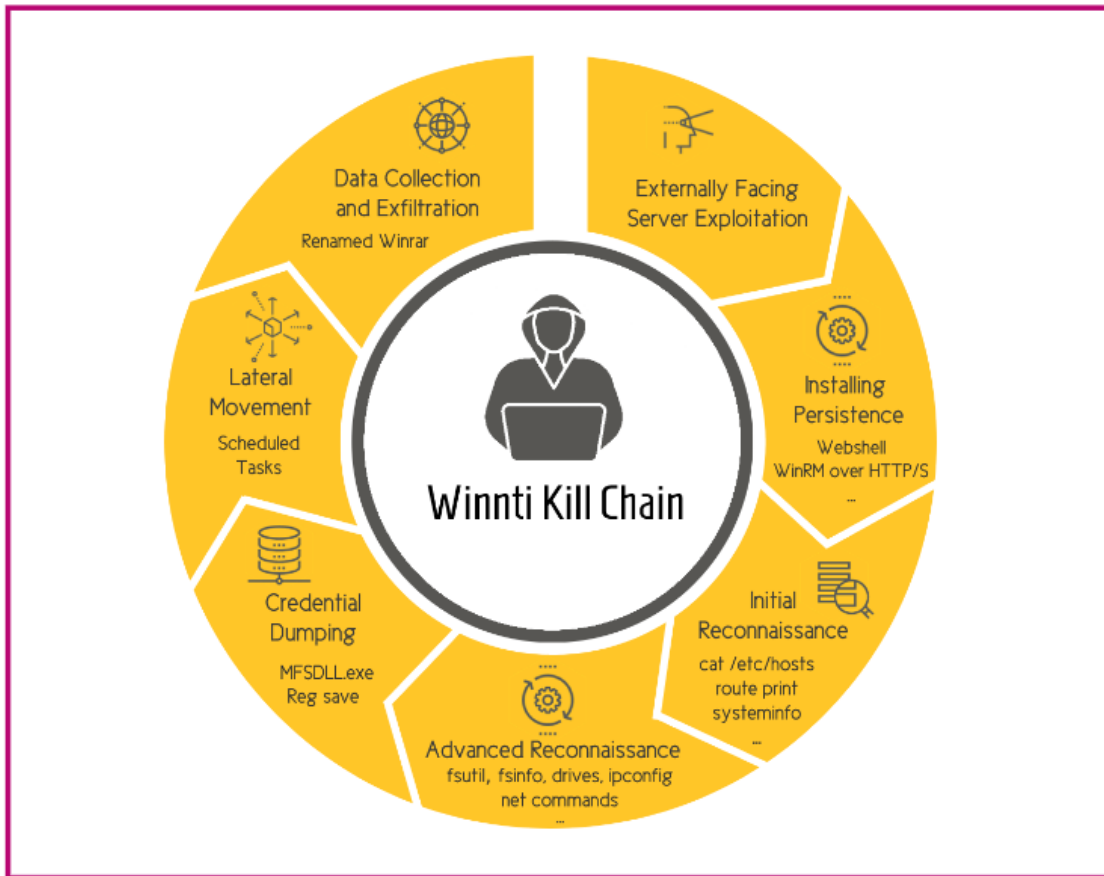 Externally Facing
Server Exploitation
Installing
Persistence
Webshell
WinRM over HTTP/S
...
Initial
Reconnaissance
cat /etc/hosts
route print
systeminfo
...
Advanced Reconnaissance
fsutil, fsinfo, drives, ipconfig
net commands
...
Credential
Dumping
MFSDLL.exe
Reg save
Lateral
Movement
Scheduled
Tasks
Data Collection
and Exfiltration
Renamed Winrar
Winnti Kill Chain